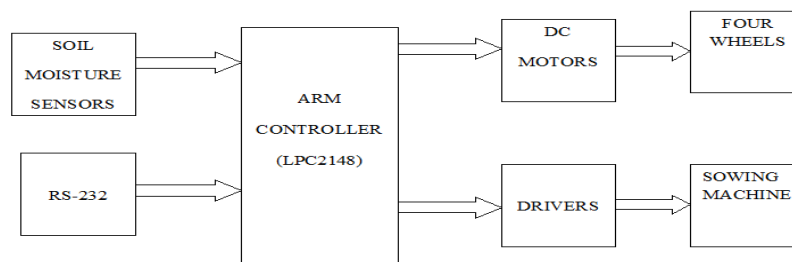 SOIL
MOISTURE
SENSORS
RS-232
ARM
CONTROLLER
(LPC2148)
DC
MOTORS
FOUR
WHEELS
DRIVERS
SOWING
MACHINE